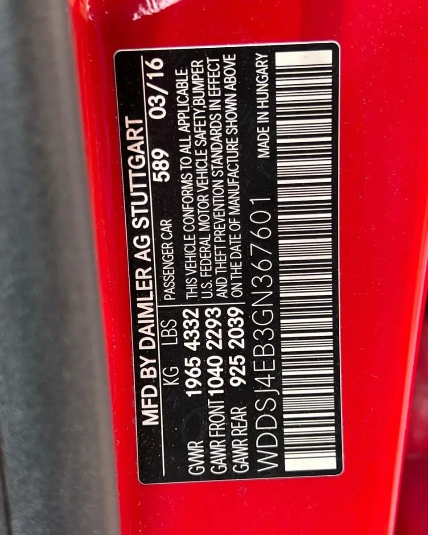 MFD BY DAIMLER AG STUTTGART
KG LBS PASSENGER CAR 589 03/16
GVWR 1965 4332 THIS VEHICLE CONFORMS TO ALL APPLICABLE
GAWR FRONT 1040 2293 U.S. FEDERAL MOTOR VEHICLE SAFETY,BUMPER
AND THEFT PREVENTION STANDARDS IN EFFECT
GAWR REAR 925 2039 ON THE DATE OF MANUFACTURE SHOWN ABOVE
WDDSJ4EB3GN367601 MADE IN HUNGARY